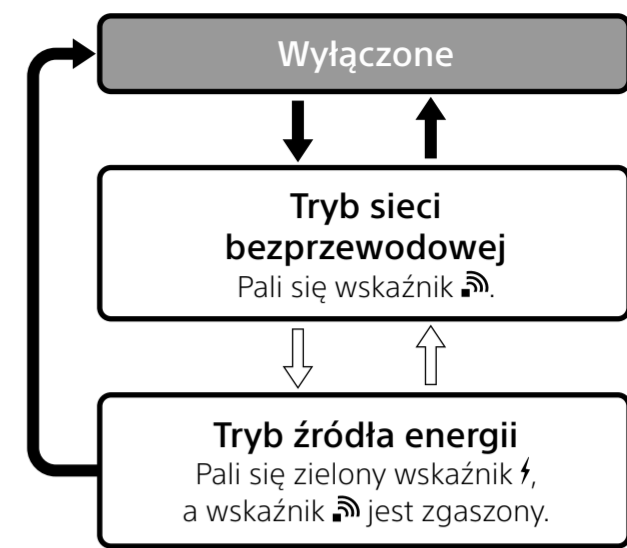 Wyłączone
Tryb sieci
bezprzewodowej
Pali się wskaźnik .
Tryb źródła energii
Pali się zielony wskaźnik ,
a wskaźnik jest zgaszony.